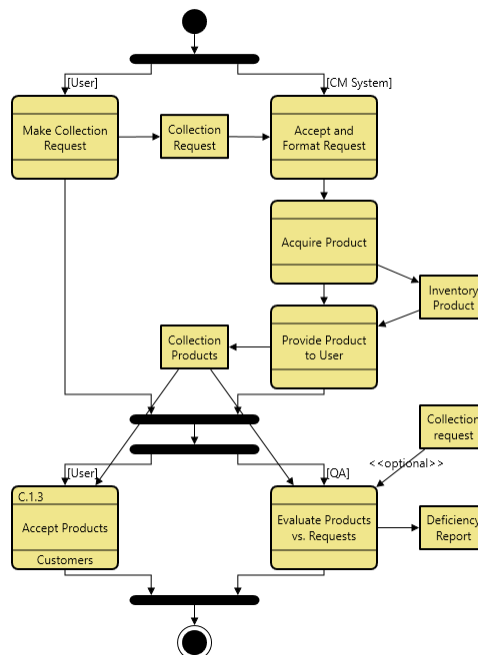 [User]
[CM System]
Make Collection
Request
Collection
Request
Accept and
Format Request
Acquire Product
Inventory
Product
Collection
Products
Provide Product
to User
Collection
request
<<optional>>
[User]
[QA]
C.1.3
Accept Products
Customers
Evaluate Products
vs. Requests
Deficiency
Report